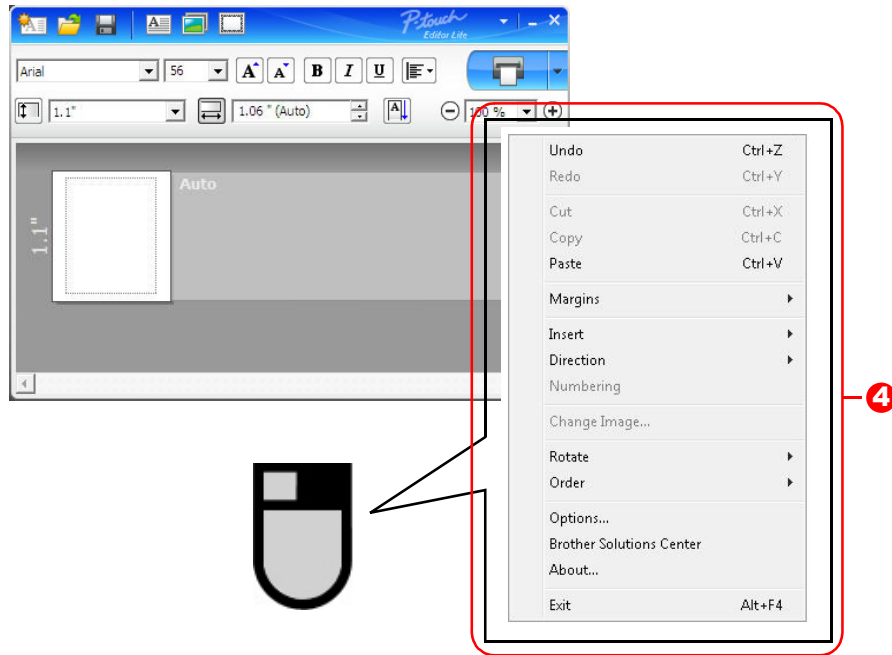 P-touch
Editor Lite
Arial 56 A A B I U
1.1" 1.06 " (Auto) A 100 %
Auto
1.1"
Undo Ctrl+Z
Redo Ctrl+Y
Cut Ctrl+X
Copy Ctrl+C
Paste Ctrl+V
Margins
Insert
Direction
Numbering
Change Image...
Rotate
Order
Options...
Brother Solutions Center
About...
Exit Alt+F4
4